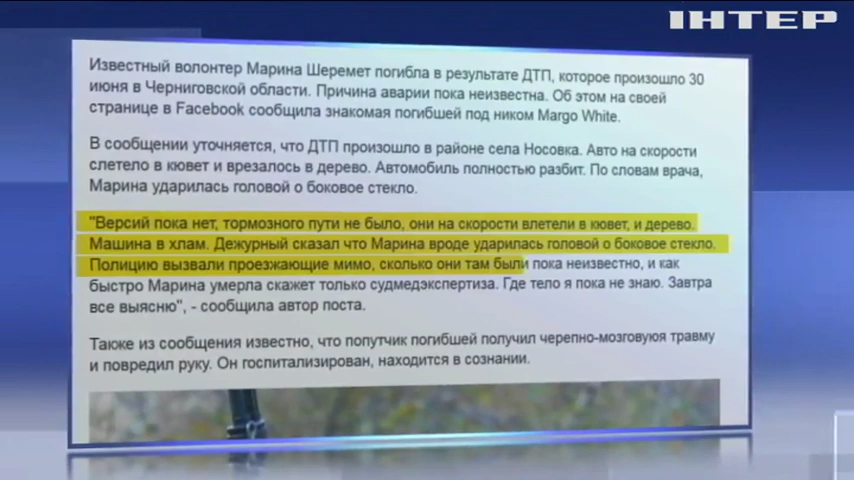 ІНТЕР
Известный волонтер Марина Шеремет погибла в результате ДТП, которое произошло 30
июня в Черниговской области. Причина аварии пока неизвестна. Об этом на своей
странице в Facebook сообщила знакомая погибшей под ником Margo White.
В сообщении уточняется, что ДТП произошло в районе села Носовка. Авто на скорости
слетело в кювет и врезалось в дерево. Автомобиль полностью разбит. По словам врача,
Марина ударилась головой о боковое стекло.
"Версий пока нет, тормозного пути не было, они на скорости влетели в кювет, и дерево.
Машина в хлам. Дежурный сказал что Марина вроде ударилась головой о боковое стекло.
Полицию вызвали проезжающие мимо, сколько они там были пока неизвестно, и как
быстро Марина умерла скажет только судмедэкспертиза. Где тело я пока не знаю. Завтра
все выясню", - сообщила автор поста.
Также из сообщения известно, что попутчик погибшей получил черепно-мозговуюя травму
и повредил руку. Он госпитализирован, находится в сознании.